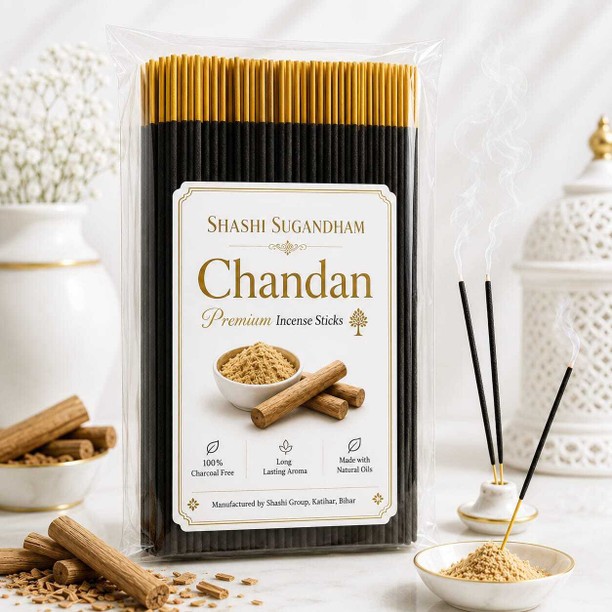 SHASHI SUGANDHAM
Chandan
Premium Incense Sticks
100%
Charcoal Free
Long
Lasting Aroma
Made with
Natural Oils
Manufactured by Shashi Group, Katihar, Bihar